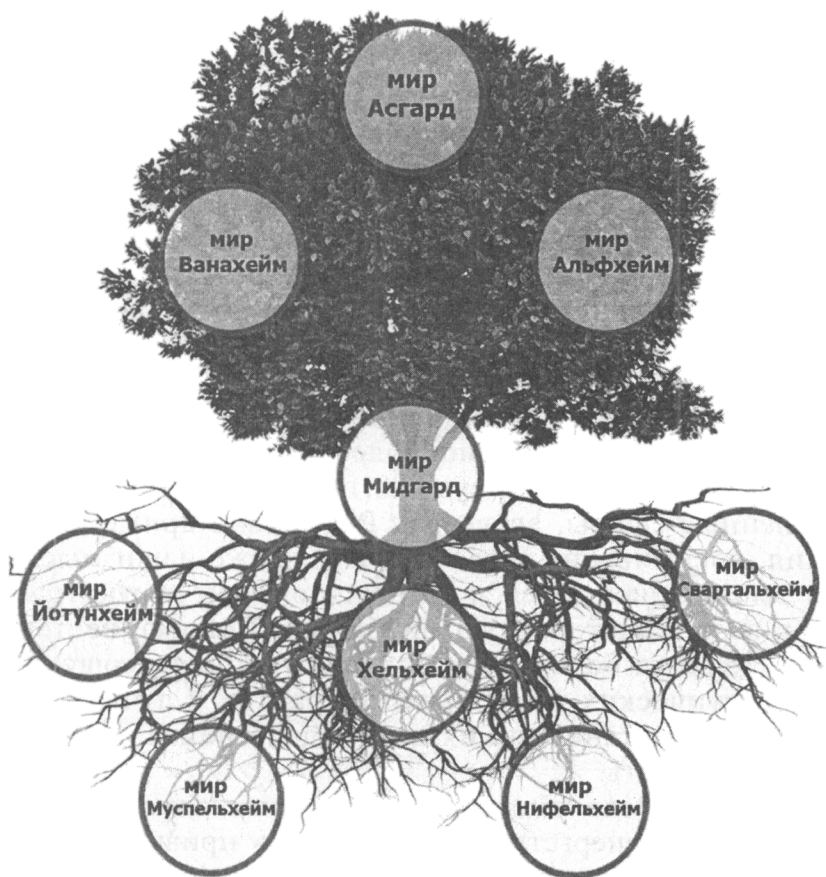 мир
Асгард
мир
Ванахейм
мир
Альфхейм
мир
Мидгард
мир
Йотунхейм
мир
Свартальхейм
мир
Хельхейм
мир
Муспельхейм
мир
Нифельхейм